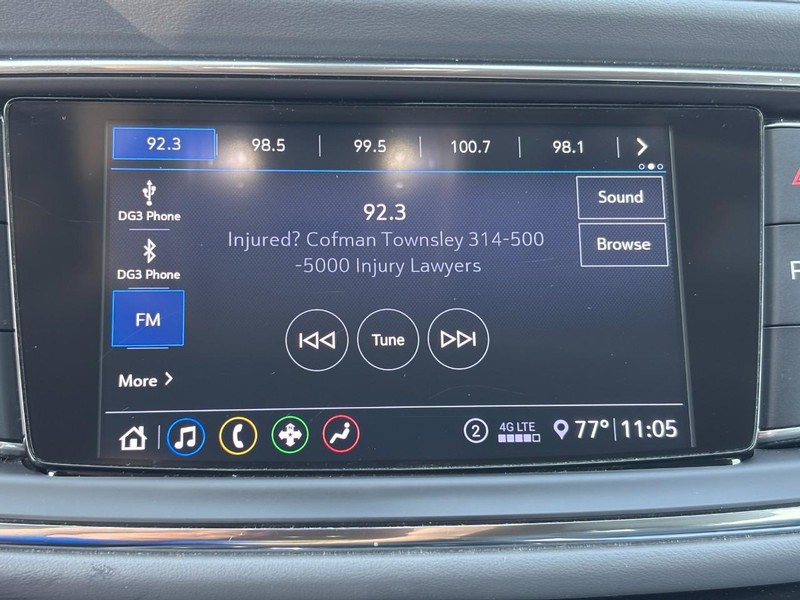 92.3 98.5 99.5 100.7 98.1
DG3 Phone
DG3 Phone
FM
More
92.3
Injured? Cofman Townsley 314-500
-5000 Injury Lawyers
Tune
Sound
Browse
2 4G LTE 77° 11:05